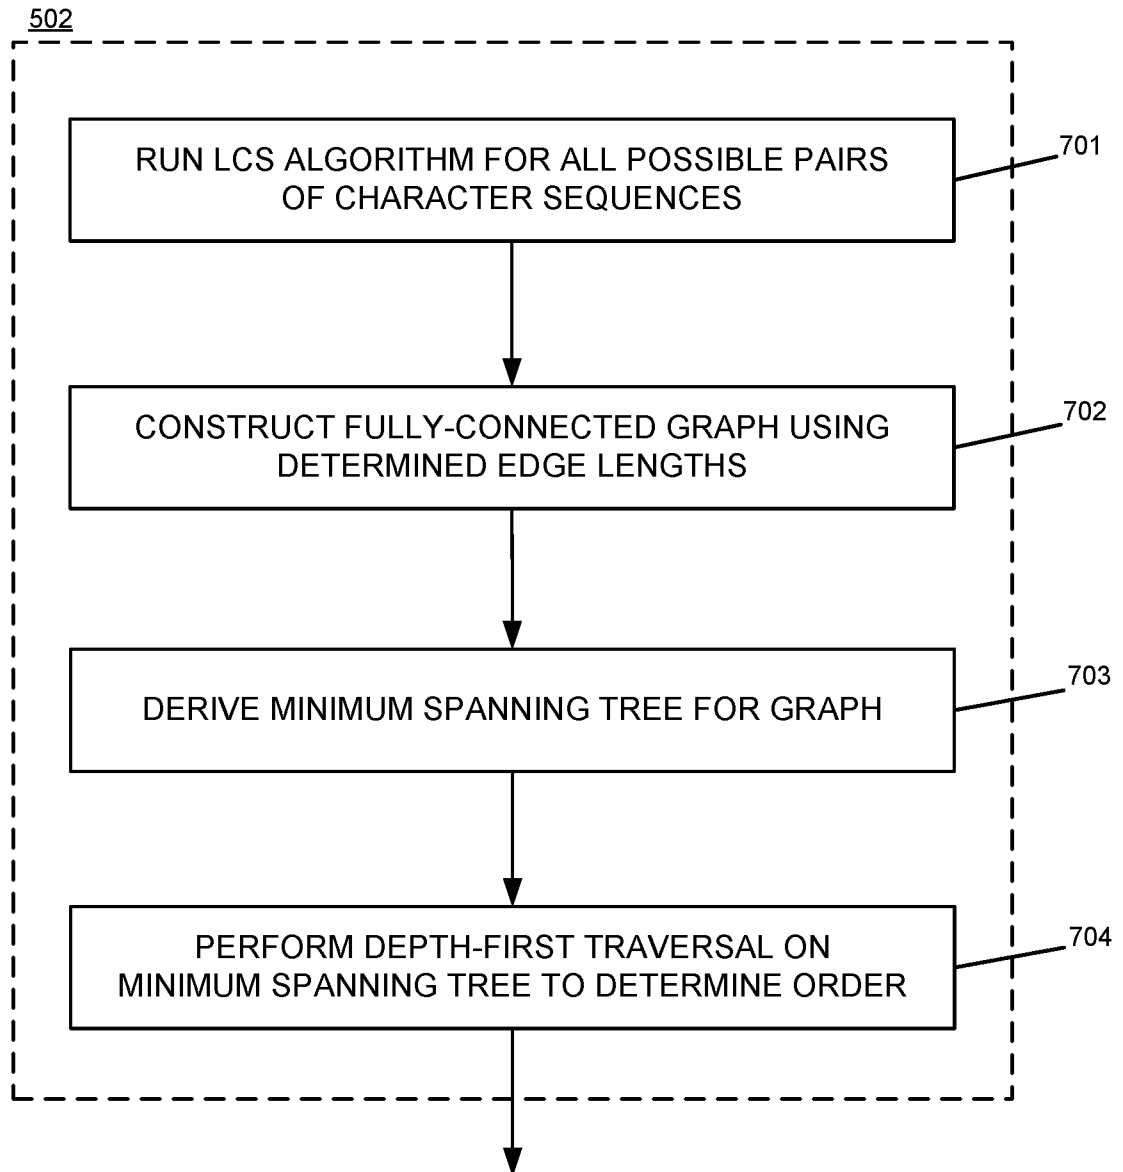 502
RUN LCS ALGORITHM FOR ALL POSSIBLE PAIRS
OF CHARACTER SEQUENCES
701
CONSTRUCT FULLY-CONNECTED GRAPH USING
DETERMINED EDGE LENGTHS
702
DERIVE MINIMUM SPANNING TREE FOR GRAPH
703
PERFORM DEPTH-FIRST TRAVERSAL ON
MINIMUM SPANNING TREE TO DETERMINE ORDER
704